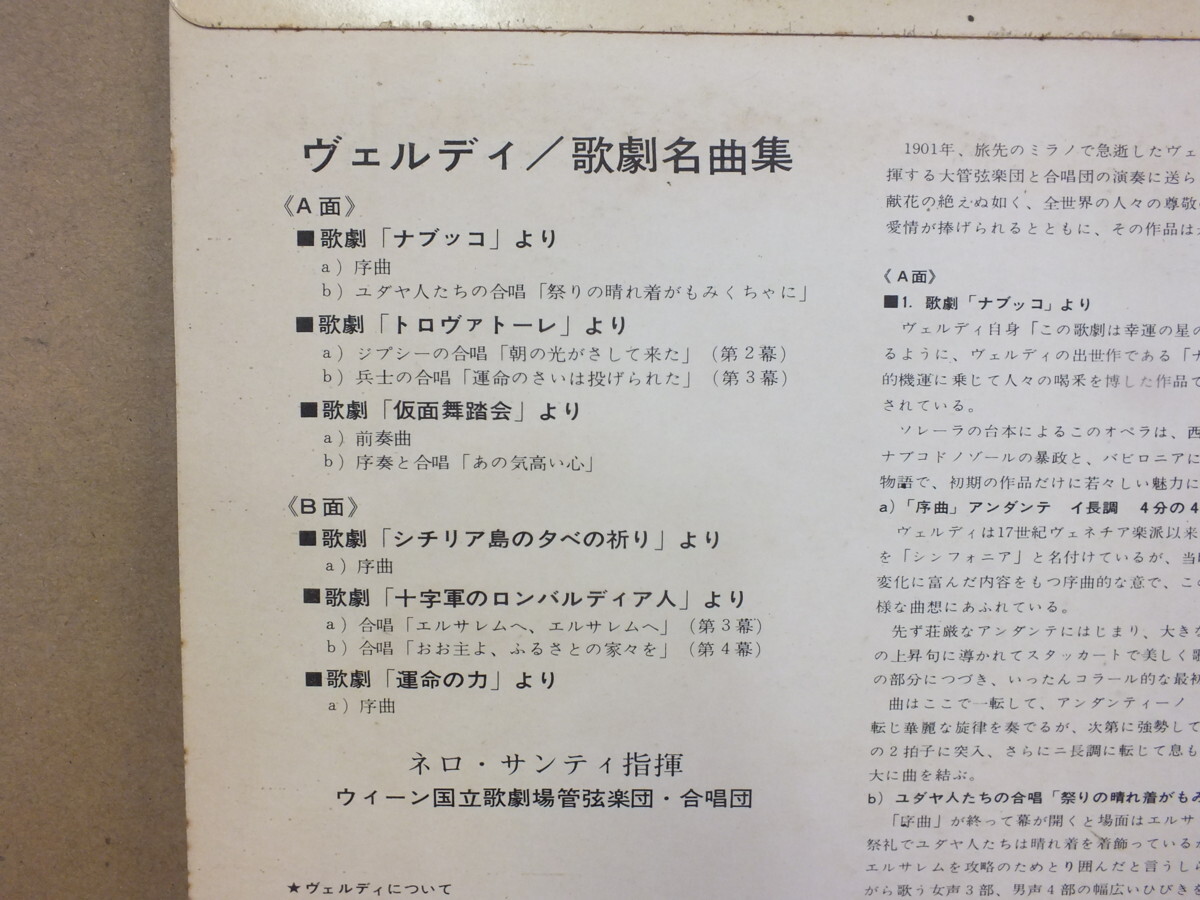 ヴェルディ／歌劇名曲集
《A面》
■歌劇「ナブッコ」より
a）序曲
b）ユダヤ人たちの合唱「祭りの晴れ着がもみくちゃに」
■歌劇「トロヴァトーレ」より
a）ジプシーの合唱「朝の光がさして来た」（第2幕）
b）兵士の合唱「運命のさいは投げられた」（第3幕）
■歌劇「仮面舞踏会」より
a）前奏曲
b）序奏と合唱「あの気高い心」
《B面》
■歌劇「シチリア島の夕べの祈り」より
a）序曲
■歌劇「十字軍のロンバルディア人」より
a）合唱「エルサレムへ、エルサレムへ」（第3幕）
b）合唱「おお主よ、ふるさとの家々を」（第4幕）
■歌劇「運命の力」より
a）序曲
ネロ・サンティ指揮
ウィーン国立歌劇場管弦楽団・合唱団
★ヴェルディについて
1901年、旅先のミラノで急逝したヴェ
揮する大管弦楽団と合唱団の演奏に送ら
献花の絶えぬ如く、全世界の人々の尊敬
愛情が捧げられるとともに、その作品は
《A面》
■1. 歌劇「ナブッコ」より
ヴェルディ自身「この歌劇は幸運の星の
るように、ヴェルディの出世作である「ナ
的機運に乗じて人々の喝采を博した作品で
されている。
ソレーラの台本によるこのオペラは、西
ナブコドノゾールの暴政と、バビロニアに
物語で、初期の作品だけに若々しい魅力に
a）「序曲」アンダンテ イ長調 4分の4
ヴェルディは17世紀ヴェネチア楽派以来
を「シンフォニア」と名付けているが、当
変化に富んだ内容をもつ序曲的な意で、こ
様な曲想にあふれている。
先ず荘厳なアンダンテにはじまり、大きな
の上昇句に導かれてスタッカートで美しく歌
の部分につづき、いったんコラール的な最初
曲はここで一転して、アンダンティーノ
転じ華麗な旋律を奏でるが、次第に強勢して
の2拍子に突入、さらにニ長調に転じて息も
大に曲を結ぶ。
b）ユダヤ人たちの合唱「祭りの晴れ着がもみ
「序曲」が終って幕が開くと場面はエルサ
祭礼でユダヤ人たちは晴れ着を着飾っているが
エルサレムを攻略のためとり囲んだと言うしら
がら歌う女声3部、男声4部の幅広いひびきを